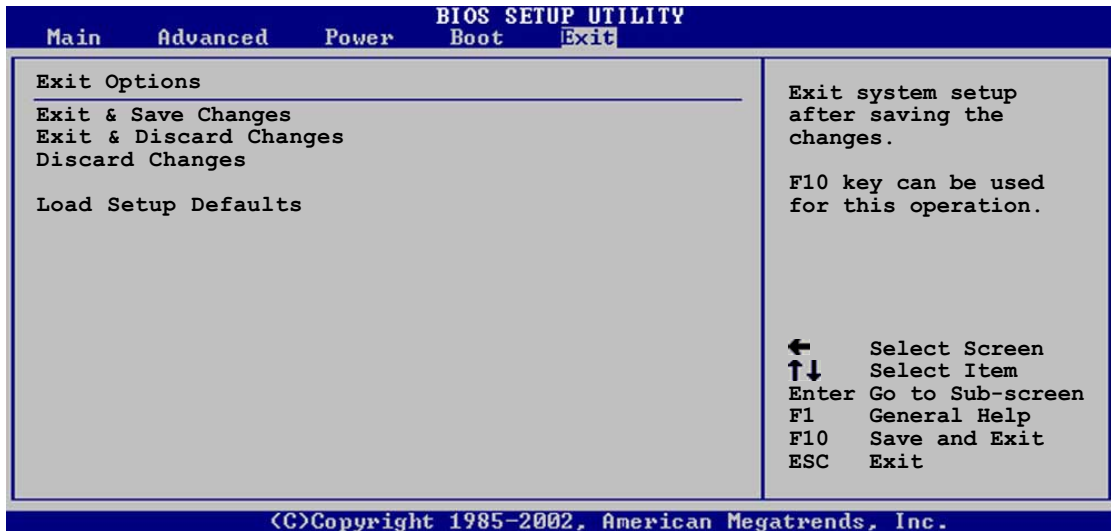 BIOS SETUP UTILITY
Main Advanced Power Boot Exit
Exit Options
Exit & Save Changes
Exit & Discard Changes
Discard Changes
Load Setup Defaults
Exit system setup
after saving the
changes.
F10 key can be used
for this operation.
← Select Screen
↑↓ Select Item
Enter Go to Sub-screen
F1 General Help
F10 Save and Exit
ESC Exit
(C)Copyright 1985-2002, American Megatrends, Inc.